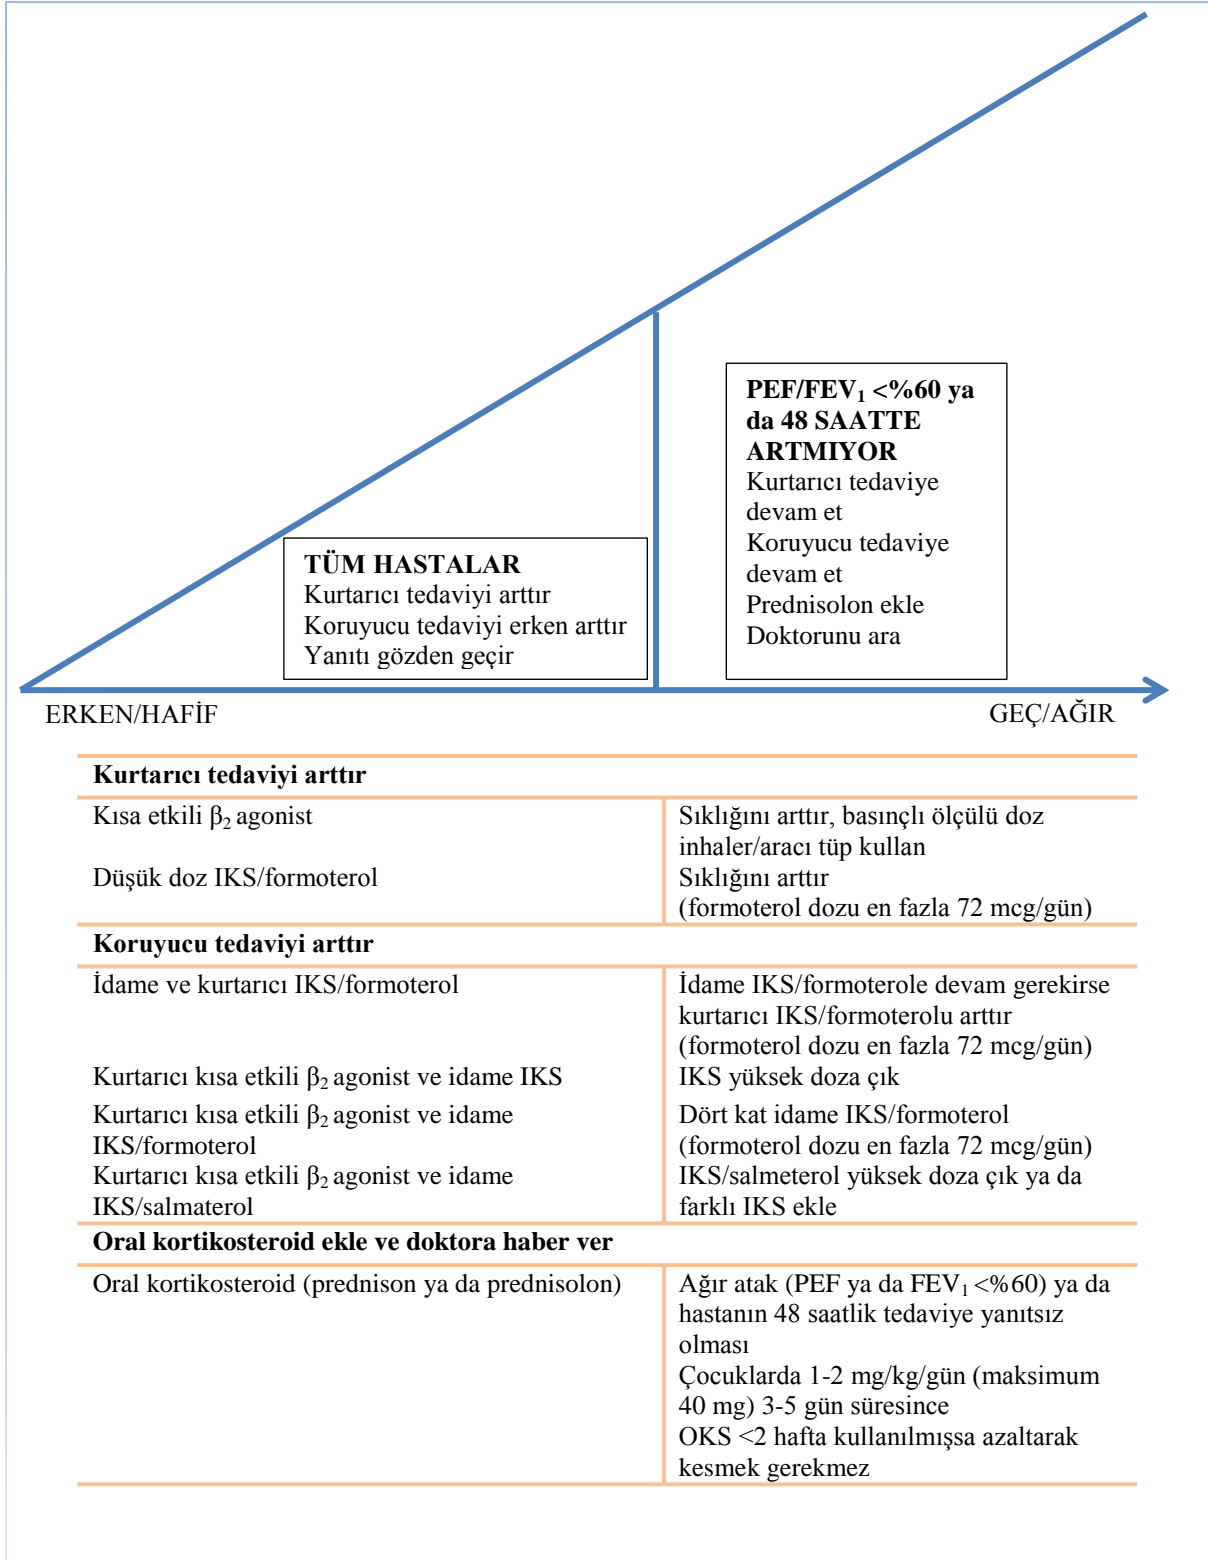 PEF/FEV₁ <%60 ya
da 48 SAATTE
ARTMIYOR
Kurtarıcı tedaviye
devam et
Koruyucu tedaviye
devam et
Prednisolon ekle
Doktorunu ara
TÜM HASTALAR
Kurtarıcı tedaviyi arttır
Koruyucu tedaviyi erken arttır
Yanıtı gözden geçir
ERKEN/HAFİF
GEÇ/AĞIR
Kurtarıcı tedaviyi arttır
Kısa etkili β₂ agonist
Sıklığını arttır, basınçlı ölçülü doz
inhaler/aracı tüp kullan
Düşük doz IKS/formoterol
Sıklığını arttır
(formoterol dozu en fazla 72 mcg/gün)
Koruyucu tedaviyi arttır
İdame ve kurtarıcı IKS/formoterol
İdame IKS/formoterole devam gerekirse
kurtarıcı IKS/formoterolu arttır
(formoterol dozu en fazla 72 mcg/gün)
Kurtarıcı kısa etkili β₂ agonist ve idame IKS
IKS yüksek doza çık
Kurtarıcı kısa etkili β₂ agonist ve idame
IKS/formoterol
Dört kat idame IKS/formoterol
(formoterol dozu en fazla 72 mcg/gün)
Kurtarıcı kısa etkili β₂ agonist ve idame
IKS/salmaterol
IKS/salmeterol yüksek doza çık ya da
farklı IKS ekle
Oral kortikosteroid ekle ve doktora haber ver
Oral kortikosteroid (prednison ya da prednisolon)
Ağır atak (PEF ya da FEV₁ <%60) ya da
hastanın 48 saatlik tedaviye yanıtsız
olması
Çocuklarda 1-2 mg/kg/gün (maksimum
40 mg) 3-5 gün süresince
OKS <2 hafta kullanılmışsa azaltarak
kesmek gerekmez